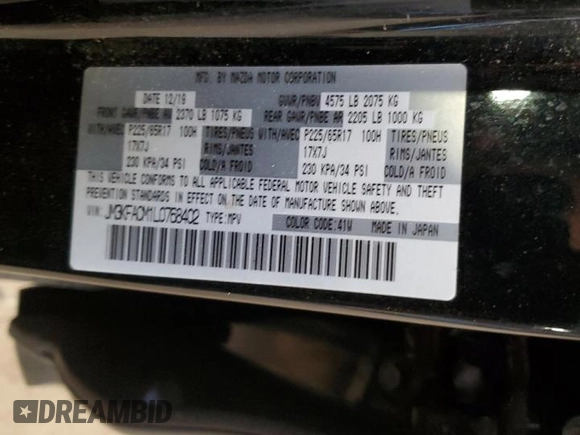 MFD. BY MAZDA MOTOR CORPORATION
DATE 12/19 GVWR/PNBV 4575 LB 2075 KG
FRONT GAWR/PNBE AV 2370 LB 1075 KG REAR GAWR/PNBE AR 2205 LB 1000 KG
WITH/AVEC P225/65R17 100H TIRES/PNEUS WITH/AVEC P225/65R17 100H TIRES/PNEUS
17X7J RIMS/JANTES 17X7J RIMS/JANTES
230 KPA/34 PSI COLD/A FROID 230 KPA/34 PSI COLD/A FROID
THIS VEHICLE CONFORMS TO ALL APPLICABLE FEDERAL MOTOR VEHICLE SAFETY AND THEFT
PREVENTION STANDARDS IN EFFECT ON THE DATE OF MANUFACTURE SHOWN ABOVE.
VIN: JM3KFACM1L0768402 TYPE:MPV COLOR CODE:41W MADE IN JAPAN
DREAMBID